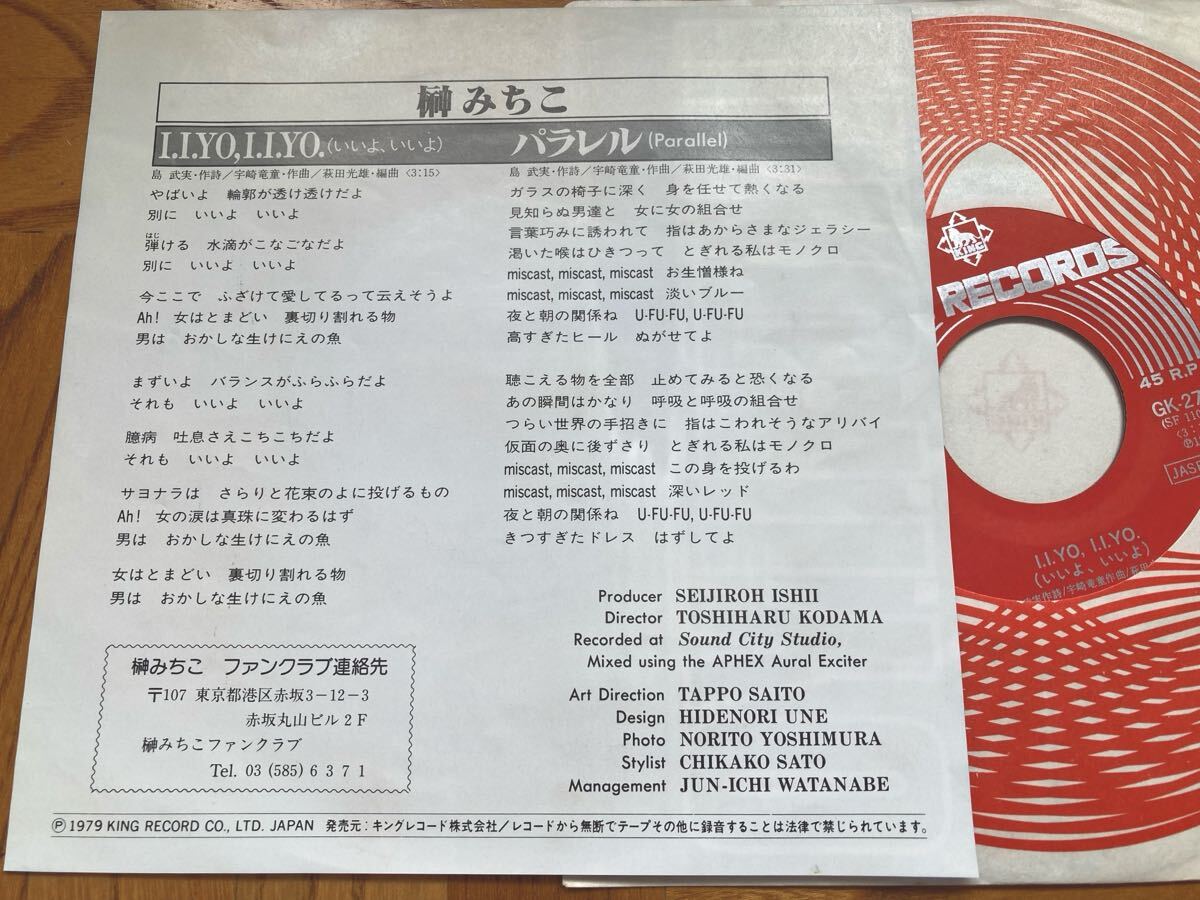 榊みちこ
I.I.YO,I.I.YO.(いいよ、いいよ)
島 武実・作詩/宇崎竜童・作曲/萩田光雄・編曲〈3:15〉
やばいよ 輪郭が透け透けだよ
別に いいよ いいよ
はじ
弾ける 水滴がこなごなだよ
別に いいよ いいよ
今ここで ふざけて愛してるって云えそうよ
Ah! 女はとまどい 裏切り割れる物
男は おかしな生けにえの魚
まずいよ バランスがふらふらだよ
それも いいよ いいよ
臆病 吐息さえこちこちだよ
それも いいよ いいよ
サヨナラは さらりと花束のよに投げるもの
Ah! 女の涙は真珠に変わるはず
男は おかしな生けにえの魚
女はとまどい 裏切り割れる物
男は おかしな生けにえの魚
パラレル(Parallel)
島 武実・作詩/宇崎竜童・作曲/萩田光雄・編曲〈3:31〉
ガラスの椅子に深く 身を任せて熱くなる
見知らぬ男達と 女に女の組合せ
言葉巧みに誘われて 指はあからさまなジェラシー
渇いた喉はひきつって とぎれる私はモノクロ
miscast, miscast, miscast お生憎様ね
miscast, miscast, miscast 淡いブルー
夜と朝の関係ね U-FU-FU, U-FU-FU
高すぎたヒール ぬがせてよ
聴こえる物を全部 止めてみると恐くなる
あの瞬間はかなり 呼吸と呼吸の組合せ
つらい世界の手招きに 指はこわれそうなアリバイ
仮面の奥に後ずさり とぎれる私はモノクロ
miscast, miscast, miscast この身を投げるわ
miscast, miscast, miscast 深いレッド
夜と朝の関係ね U-FU-FU, U-FU-FU
きつすぎたドレス はずしてよ
Producer SEIJIROH ISHII
Director TOSHIHARU KODAMA
Recorded at Sound City Studio,
Mixed using the APHEX Aural Exciter
Art Direction TAPPO SAITO
Design HIDENORI UNE
Photo NORITO YOSHIMURA
Stylist CHIKAKO SATO
Management JUN-ICHI WATANABE
榊みちこ ファンクラブ連絡先
〒107 東京都港区赤坂3-12-3
赤坂丸山ビル2F
榊みちこファンクラブ
Tel. 03 (585) 6371
Ⓟ1979 KING RECORD CO., LTD. JAPAN 発売元:キングレコード株式会社/レコードから無断でテープその他に録音することは法律で禁じられています。
KING
RECORDS
45 R.P
GK-27
I.I.YO, I.I.YO.
(いいよ、いいよ)
実作詩/宇崎竜童作曲/萩田